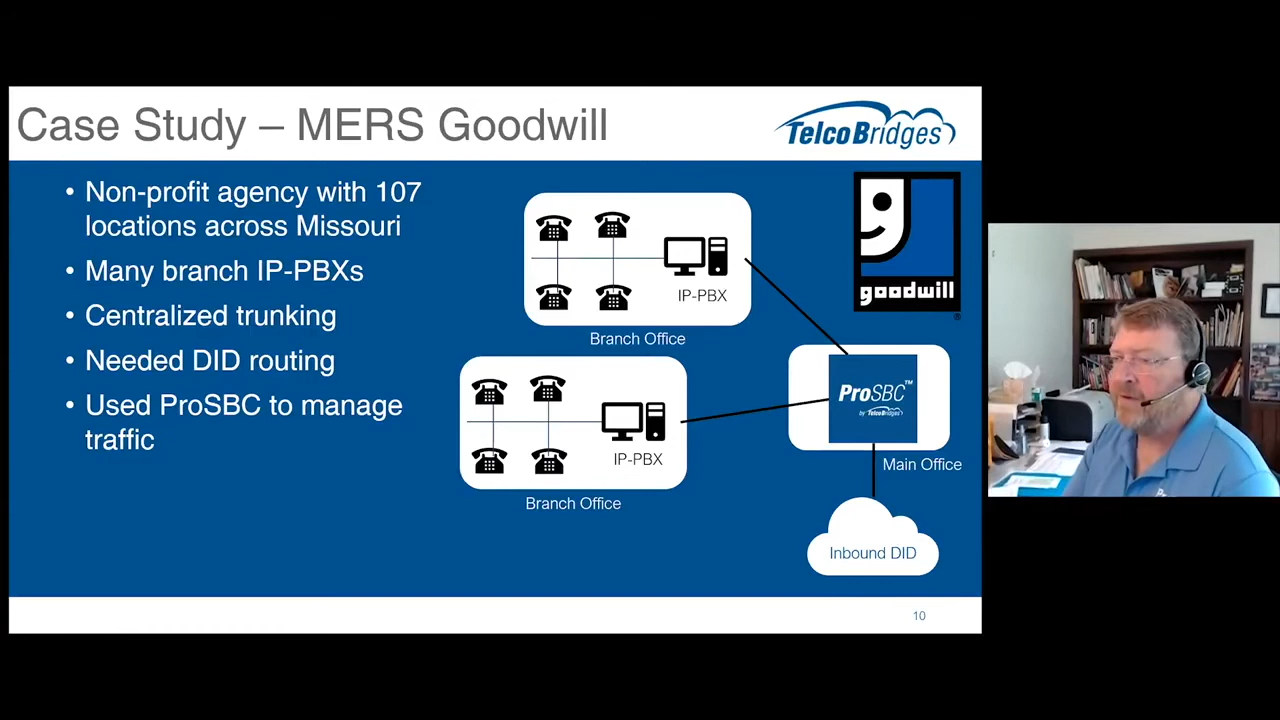 Case Study – MERS Goodwill
TelcoBridges
• Non-profit agency with 107
locations across Missouri
• Many branch IP-PBXs
• Centralized trunking
• Needed DID routing
• Used ProSBC to manage
traffic
IP-PBX
Branch Office
IP-PBX
Branch Office
goodwill
®
ProSBC™
by TelcoBridges
Main Office
Inbound DID
10